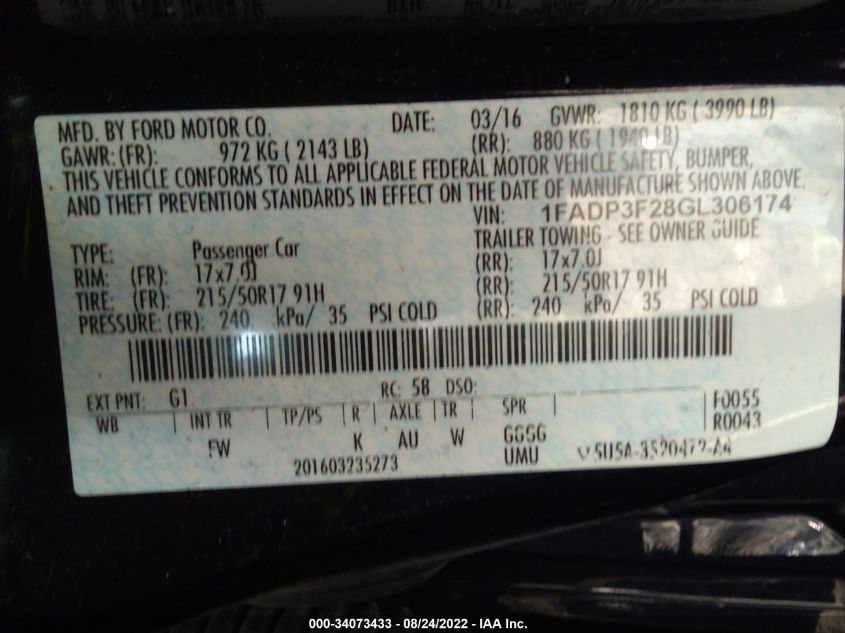 MFD. BY FORD MOTOR CO. DATE: 03/16 GVWR: 1810 KG ( 3990 LB)
GAWR: (FR): 972 KG ( 2143 LB) (RR): 880 KG ( 1940 LB)
THIS VEHICLE CONFORMS TO ALL APPLICABLE FEDERAL MOTOR VEHICLE SAFETY, BUMPER,
AND THEFT PREVENTION STANDARDS IN EFFECT ON THE DATE OF MANUFACTURE SHOWN ABOVE.
VIN: 1FADP3F28GL306174
TYPE: Passenger Car TRAILER TOWING - SEE OWNER GUIDE
RIM: (FR): 17x7.0J (RR): 17x7.0J
TIRE: (FR): 215/50R17 91H (RR): 215/50R17 91H
PRESSURE: (FR): 240 kPa/ 35 PSI COLD (RR): 240 kPa/ 35 PSI COLD
EXT PNT: G1 RC: 58 DSO:
WB | INT TR | TP/PS | R | AXLE | TR | SPR | F0055
R0043
FW K AU W GGSG
201603235273 UMU
000-34073433 - 08/24/2022 - IAA Inc.